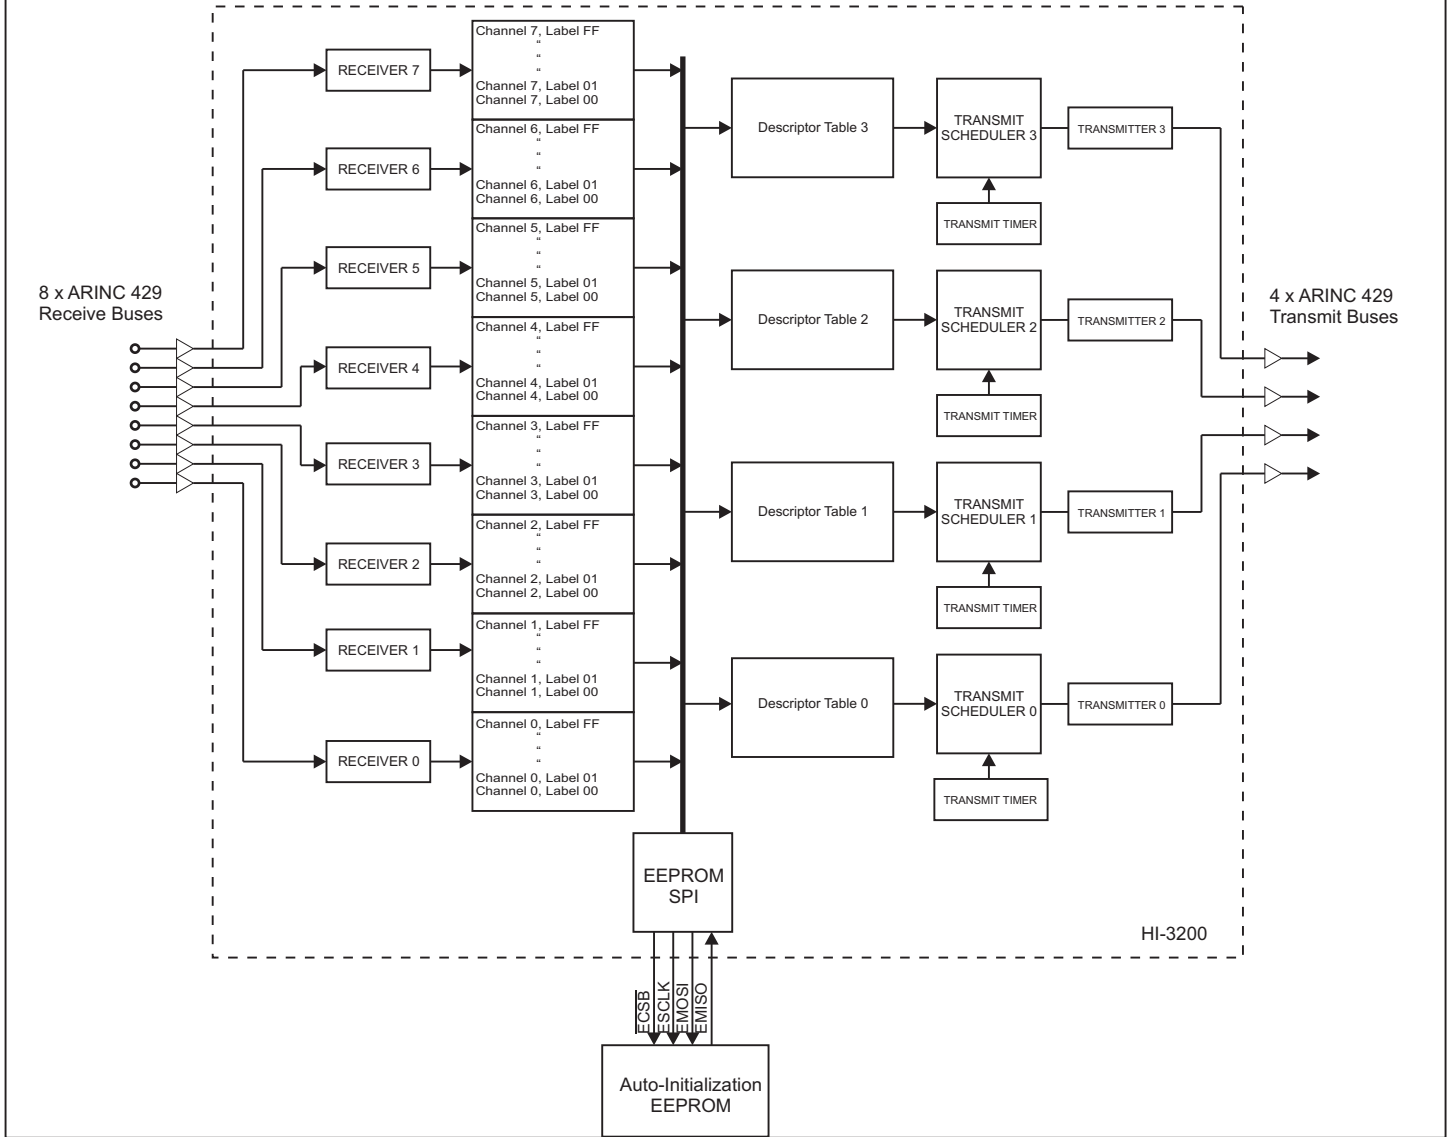 8 x ARINC 429
Receive Buses
RECEIVER 7
RECEIVER 6
RECEIVER 5
RECEIVER 4
RECEIVER 3
RECEIVER 2
RECEIVER 1
RECEIVER 0
Channel 7, Label FF
“
“
“
Channel 7, Label 01
Channel 7, Label 00
Channel 6, Label FF
“
“
“
Channel 6, Label 01
Channel 6, Label 00
Channel 5, Label FF
“
“
“
Channel 5, Label 01
Channel 5, Label 00
Channel 4, Label FF
“
“
“
Channel 4, Label 01
Channel 4, Label 00
Channel 3, Label FF
“
“
“
Channel 3, Label 01
Channel 3, Label 00
Channel 2, Label FF
“
“
“
Channel 2, Label 01
Channel 2, Label 00
Channel 1, Label FF
“
“
“
Channel 1, Label 01
Channel 1, Label 00
Channel 0, Label FF
“
“
“
Channel 0, Label 01
Channel 0, Label 00
Descriptor Table 3
TRANSMIT
SCHEDULER 3
TRANSMITTER 3
TRANSMIT TIMER
Descriptor Table 2
TRANSMIT
SCHEDULER 2
TRANSMITTER 2
TRANSMIT TIMER
Descriptor Table 1
TRANSMIT
SCHEDULER 1
TRANSMITTER 1
TRANSMIT TIMER
Descriptor Table 0
TRANSMIT
SCHEDULER 0
TRANSMITTER 0
TRANSMIT TIMER
4 x ARINC 429
Transmit Buses
EEPROM
SPI
HI-3200
ECSB
ESCLK
EMOSI
EMISO
Auto-Initialization
EEPROM